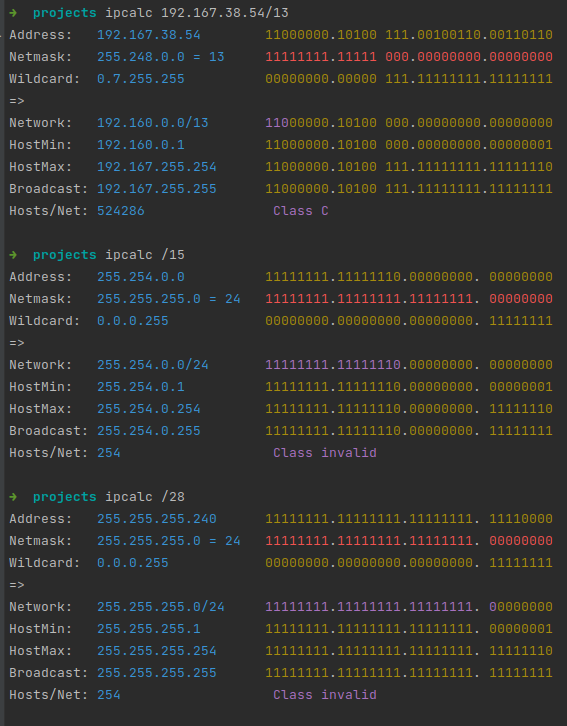 ➜  projects ipcalc 192.167.38.54/13
Address:   192.167.38.54        11000000.10100 111.00100110.00110110
Netmask:   255.248.0.0 = 13     11111111.11111 000.00000000.00000000
Wildcard:  0.7.255.255          00000000.00000 111.11111111.11111111
=>
Network:   192.160.0.0/13       11000000.10100 000.00000000.00000000
HostMin:   192.160.0.1          11000000.10100 000.00000000.00000001
HostMax:   192.167.255.254      11000000.10100 111.11111111.11111110
Broadcast: 192.167.255.255      11000000.10100 111.11111111.11111111
Hosts/Net: 524286                Class C
➜  projects ipcalc /15
Address:   255.254.0.0          11111111.11111110.00000000. 00000000
Netmask:   255.255.255.0 = 24   11111111.11111111.11111111. 00000000
Wildcard:  0.0.0.255            00000000.00000000.00000000. 11111111
=>
Network:   255.254.0.0/24       11111111.11111110.00000000. 00000000
HostMin:   255.254.0.1          11111111.11111110.00000000. 00000001
HostMax:   255.254.0.254        11111111.11111110.00000000. 11111110
Broadcast: 255.254.0.255        11111111.11111110.00000000. 11111111
Hosts/Net: 254                   Class invalid
➜  projects ipcalc /28
Address:   255.255.255.240      11111111.11111111.11111111. 11110000
Netmask:   255.255.255.0 = 24   11111111.11111111.11111111. 00000000
Wildcard:  0.0.0.255            00000000.00000000.00000000. 11111111
=>
Network:   255.255.255.0/24     11111111.11111111.11111111. 00000000
HostMin:   255.255.255.1        11111111.11111111.11111111. 00000001
HostMax:   255.255.255.254      11111111.11111111.11111111. 11111110
Broadcast: 255.255.255.255      11111111.11111111.11111111. 11111111
Hosts/Net: 254                   Class invalid